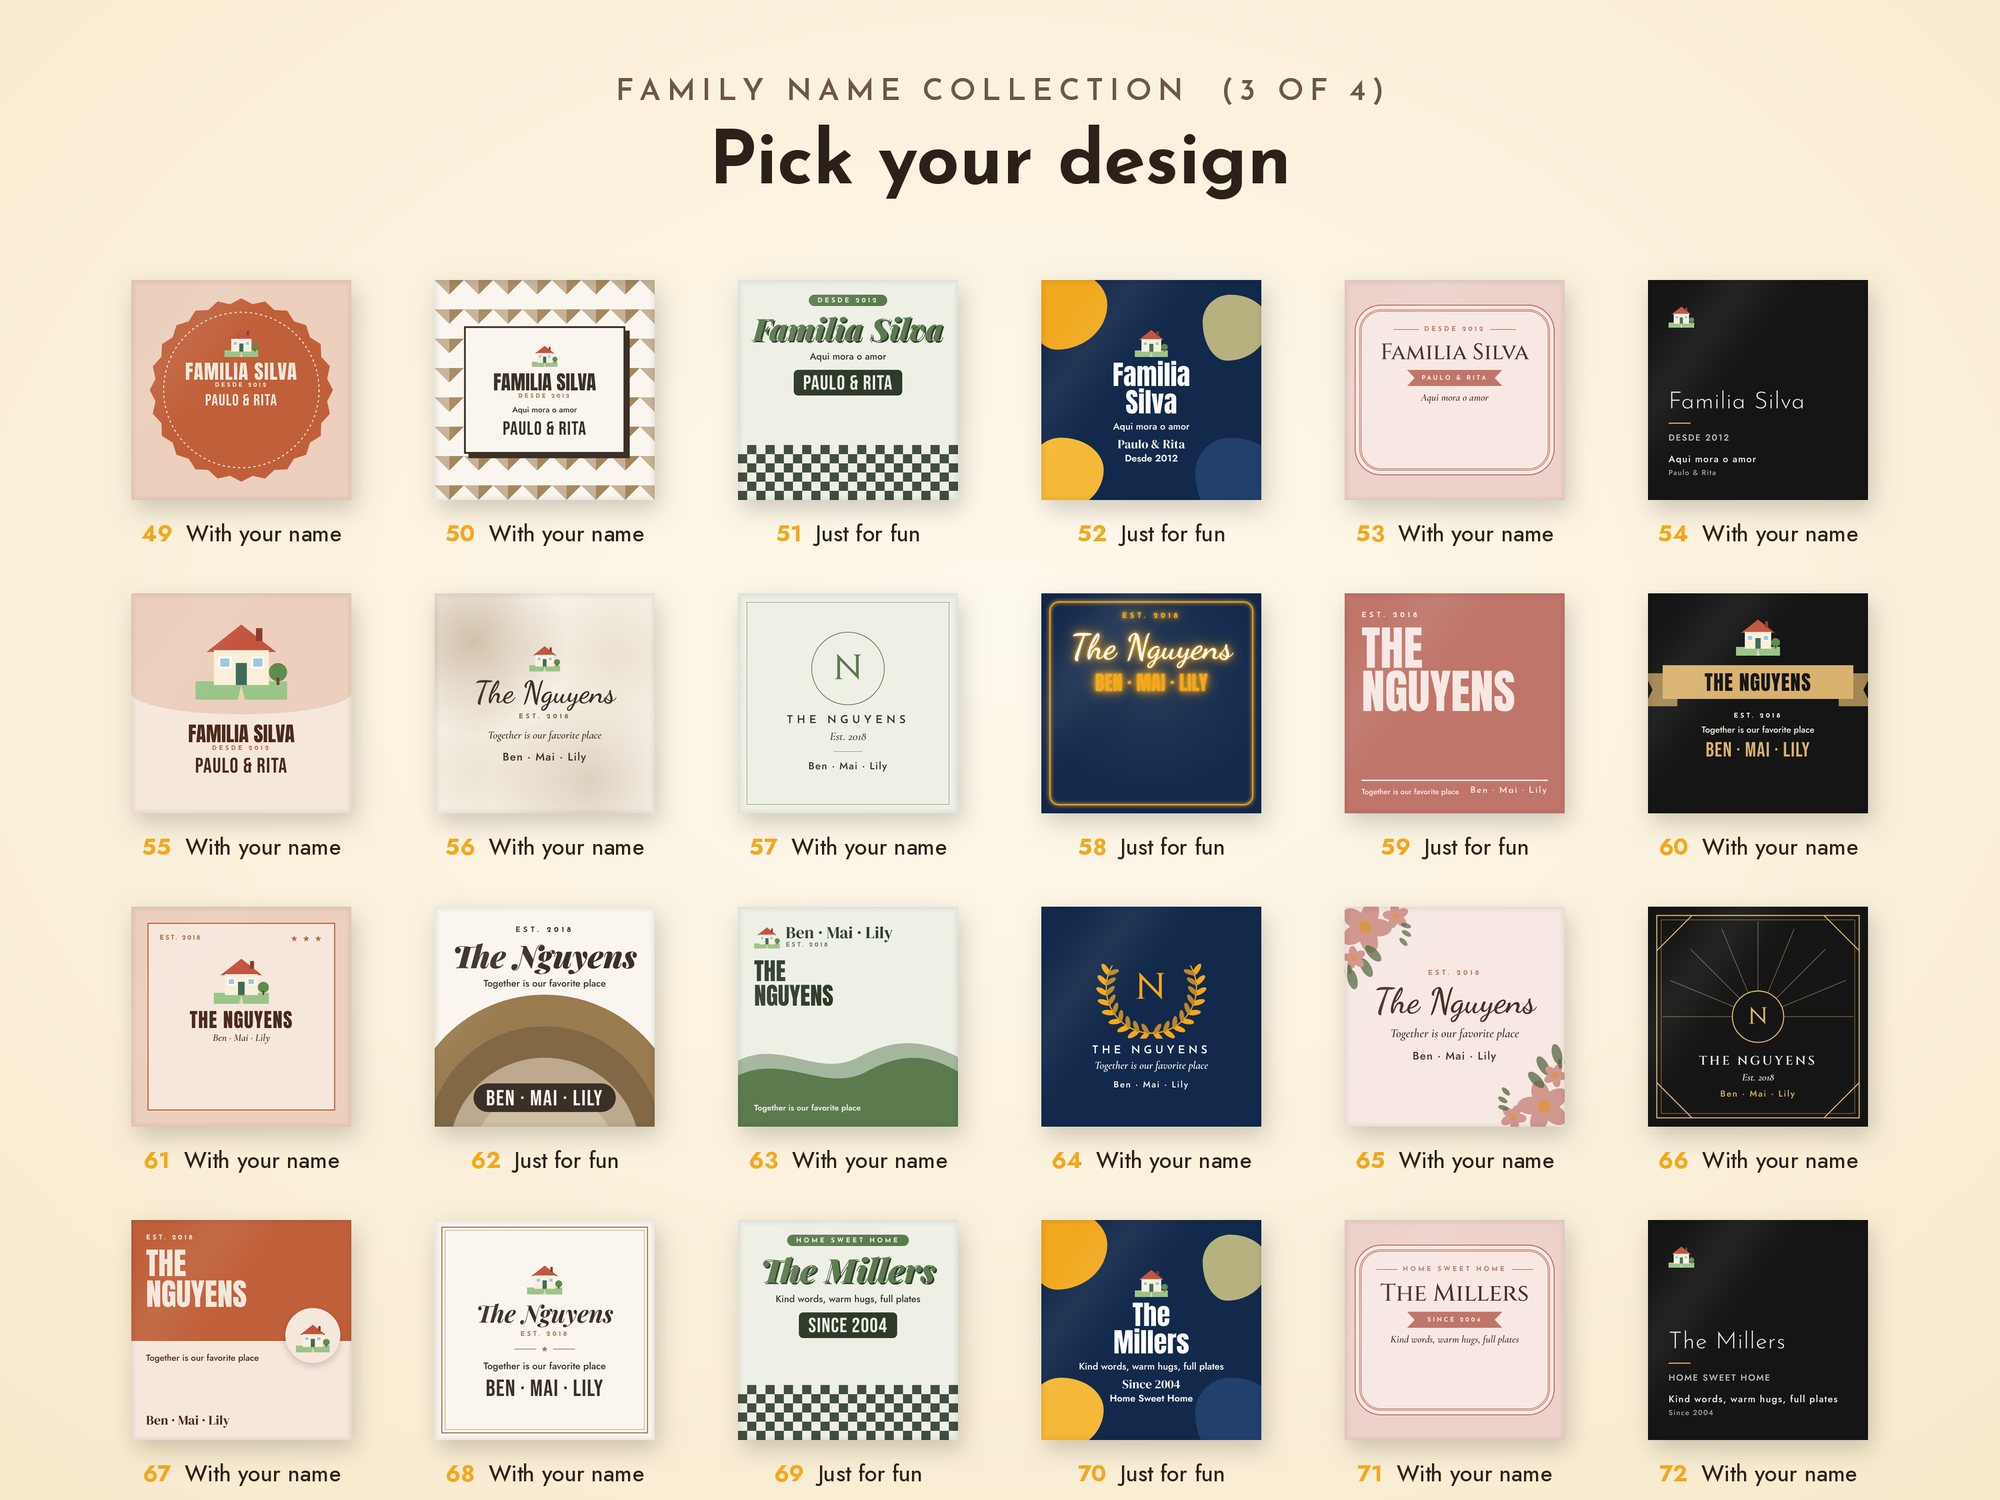 FAMILY NAME COLLECTION (3 OF 4)
Pick your design
FAMILIA SILVA
DESDE 2012
PAULO & RITA
49 With your name
FAMILIA SILVA
DESDE 2012
Aqui mora o amor
PAULO & RITA
50 With your name
DESDE 2012
Familia Silva
Aqui mora o amor
PAULO & RITA
51 Just for fun
Familia
Silva
Aqui mora o amor
Paulo & Rita
Desde 2012
52 Just for fun
DESDE 2012
FAMILIA SILVA
PAULO & RITA
Aqui mora o amor
53 With your name
Familia Silva
DESDE 2012
Aqui mora o amor
Paulo & Rita
54 With your name
FAMILIA SILVA
DESDE 2012
PAULO & RITA
55 With your name
The Nguyens
EST. 2018
Together is our favorite place
Ben · Mai · Lily
56 With your name
N
THE NGUYENS
Est. 2018
Ben · Mai · Lily
57 With your name
EST. 2018
The Nguyens
BEN · MAI · LILY
58 Just for fun
EST. 2018
THE
NGUYENS
Together is our favorite place Ben · Mai · Lily
59 Just for fun
THE NGUYENS
EST. 2018
Together is our favorite place
BEN · MAI · LILY
60 With your name
EST. 2018
THE NGUYENS
Ben · Mai · Lily
61 With your name
EST. 2018
The Nguyens
Together is our favorite place
BEN · MAI · LILY
62 Just for fun
Ben · Mai · Lily
EST. 2018
THE
NGUYENS
Together is our favorite place
63 With your name
N
THE NGUYENS
Together is our favorite place
Ben · Mai · Lily
64 With your name
EST. 2018
The Nguyens
Together is our favorite place
Ben · Mai · Lily
65 With your name
N
THE NGUYENS
Est. 2018
Ben · Mai · Lily
66 With your name
EST. 2018
THE
NGUYENS
Together is our favorite place
Ben · Mai · Lily
67 With your name
The Nguyens
EST. 2018
Together is our favorite place
BEN · MAI · LILY
68 With your name
HOME SWEET HOME
The Millers
Kind words, warm hugs, full plates
SINCE 2004
69 Just for fun
The
Millers
Kind words, warm hugs, full plates
Since 2004
Home Sweet Home
70 Just for fun
HOME SWEET HOME
THE MILLERS
SINCE 2004
Kind words, warm hugs, full plates
71 With your name
The Millers
HOME SWEET HOME
Kind words, warm hugs, full plates
Since 2004
72 With your name